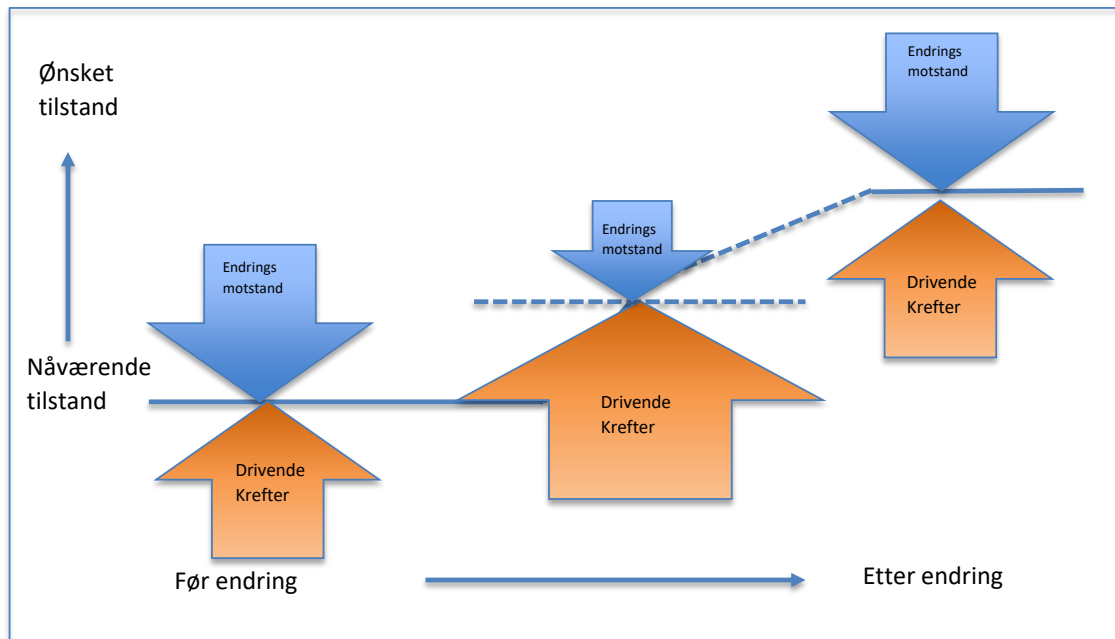 Ønsket
tilstand
Endrings
motstand
Endrings
motstand
Endrings
motstand
Drivende
Krefter
Nåværende
tilstand
Drivende
Krefter
Drivende
Krefter
Før endring
Etter endring